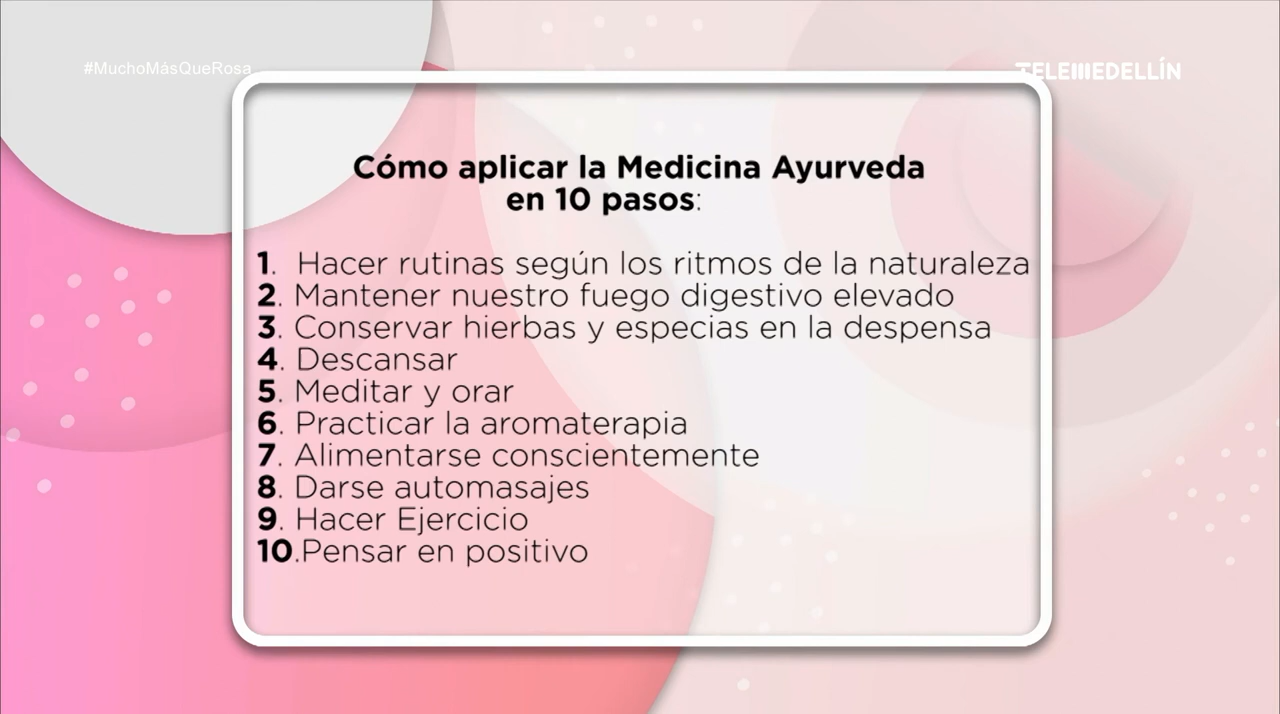 #MuchoMásQueRosa
TELEMEDELLÍN
Cómo aplicar la Medicina Ayurveda
en 10 pasos:
1. Hacer rutinas según los ritmos de la naturaleza
2. Mantener nuestro fuego digestivo elevado
3. Conservar hierbas y especias en la despensa
4. Descansar
5. Meditar y orar
6. Practicar la aromaterapia
7. Alimentarse conscientemente
8. Darse automasajes
9. Hacer Ejercicio
10.Pensar en positivo